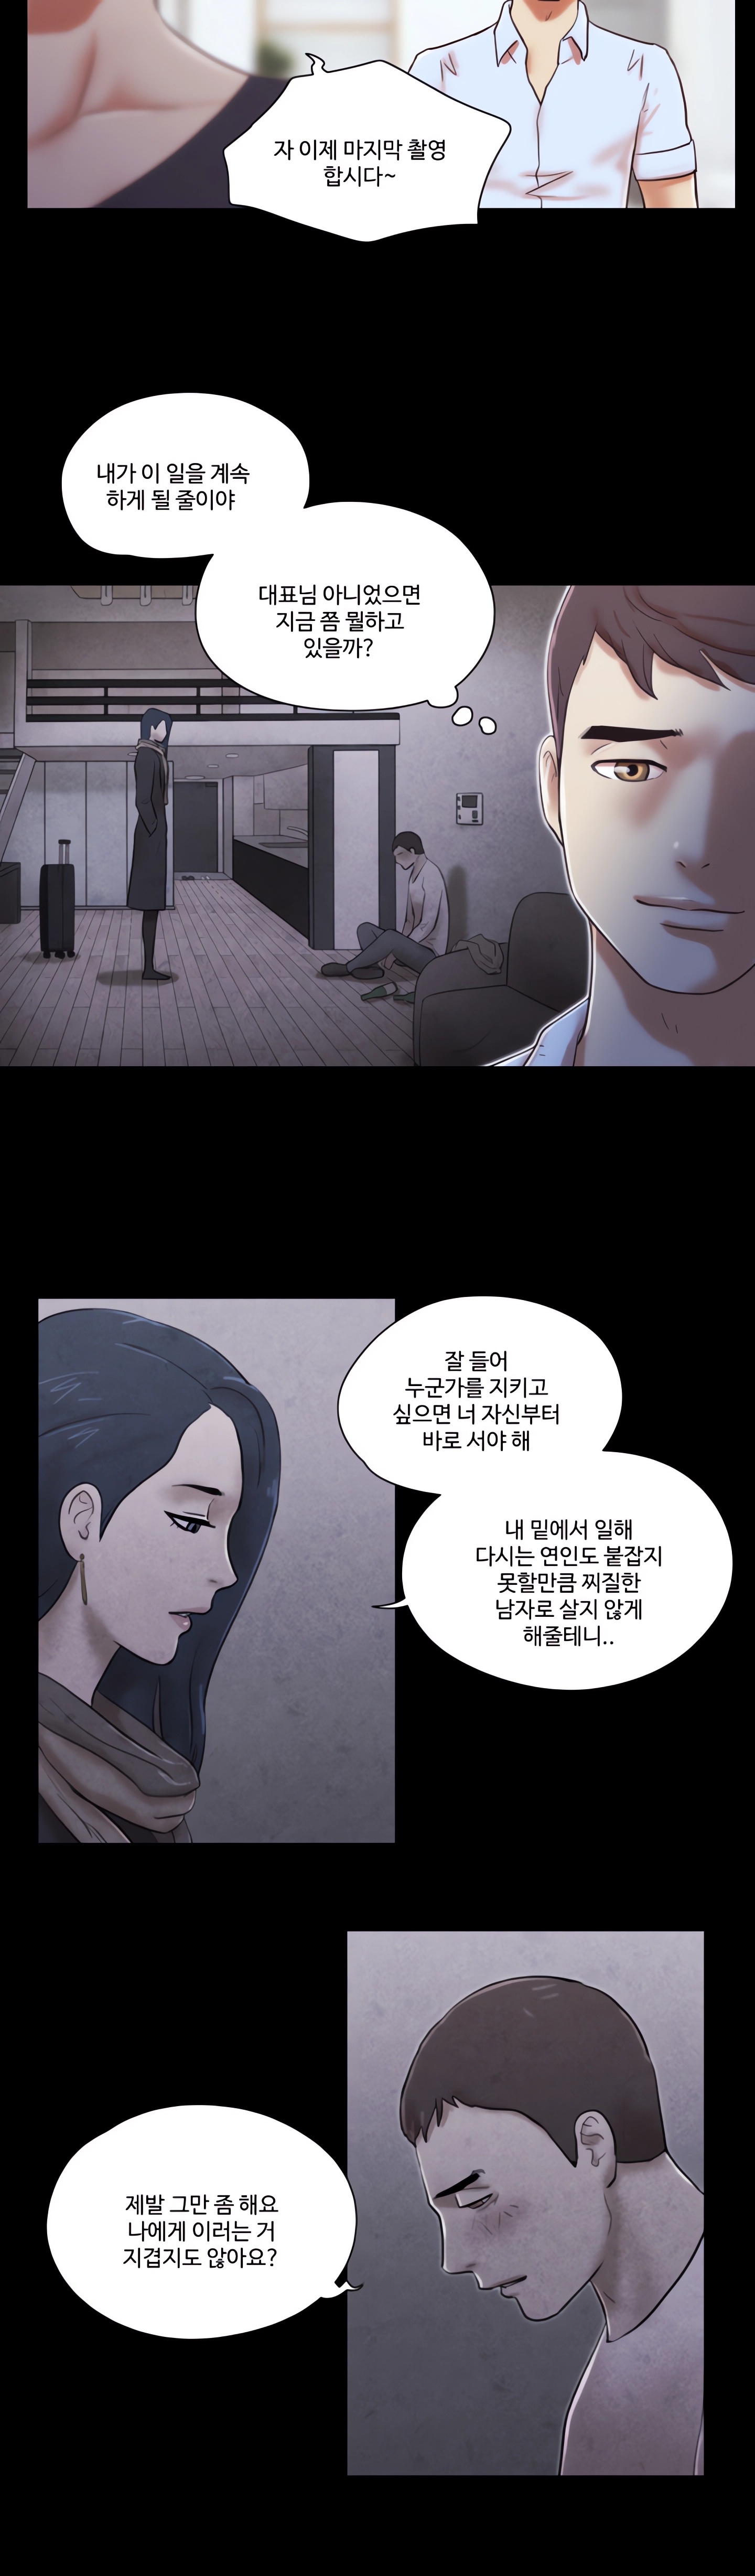 자 이제 마지막 촬영
합시다~
내가 이 일을 계속
하게 될 줄이야
대표님 아니었으면
지금 쯤 뭘하고
있을까?
잘 들어
누군가를 지키고
싶으면 너 자신부터
바로 서야 해
내 밑에서 일해
다시는 연인도 붙잡지
못할만큼 찌질한
남자로 살지 않게
해줄테니..
제발 그만 좀 해요
나에게 이러는 거
지겹지도 않아요?